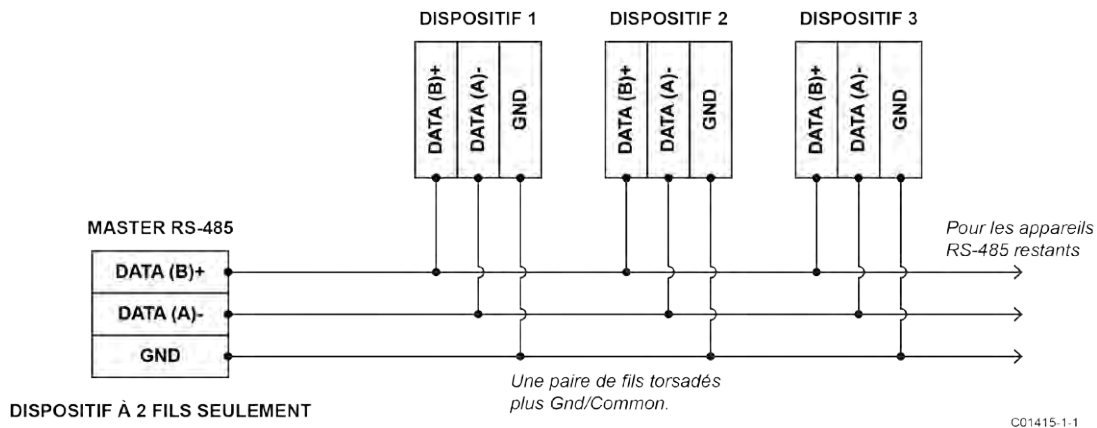 DISPOSITIF 1 DISPOSITIF 2 DISPOSITIF 3
DATA (B)+ DATA (A)- GND DATA (B)+ DATA (A)- GND DATA (B)+ DATA (A)- GND
MASTER RS-485
Pour les appareils
RS-485 restants
DATA (B)+
DATA (A)-
GND
Une paire de fils torsadés
plus Gnd/Common.
DISPOSITIF À 2 FILS SEULEMENT
C01415-1-1